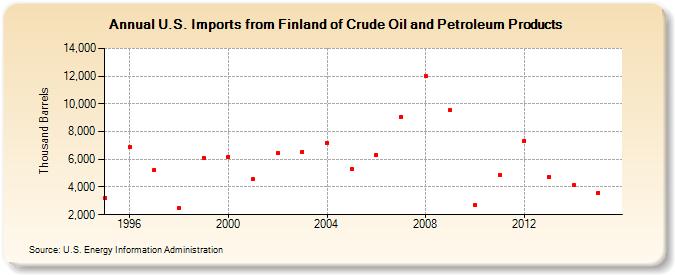 Annual U.S. Imports from Finland of Crude Oil and Petroleum Products
Thousand Barrels
14,000
12,000
10,000
8,000
6,000
4,000
2,000
1996 2000 2004 2008 2012
Source: U.S. Energy Information Administration